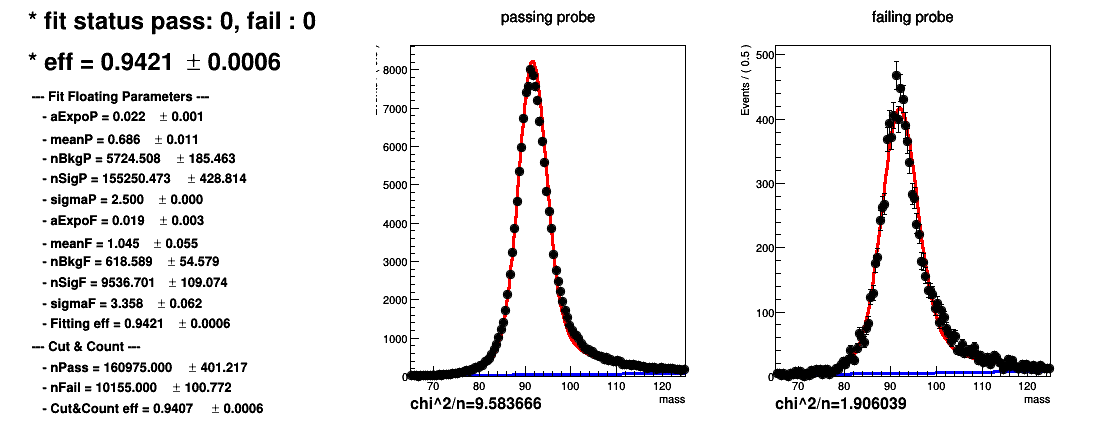 * fit status pass: 0, fail : 0
* eff = 0.9421 ± 0.0006
--- Fit Floating Parameters ---
- aExpoP = 0.022 ± 0.001
- meanP = 0.686 ± 0.011
- nBkgP = 5724.508 ± 185.463
- nSigP = 155250.473 ± 428.814
- sigmaP = 2.500 ± 0.000
- aExpoF = 0.019 ± 0.003
- meanF = 1.045 ± 0.055
- nBkgF = 618.589 ± 54.579
- nSigF = 9536.701 ± 109.074
- sigmaF = 3.358 ± 0.062
- Fitting eff = 0.9421 ± 0.0006
--- Cut & Count ---
- nPass = 160975.000 ± 401.217
- nFail = 10155.000 ± 100.772
- Cut&Count eff = 0.9407 ± 0.0006
passing probe
8000
7000
6000
5000
4000
3000
2000
1000
0
70 80 90 100 110 120
mass
chi^2/n=9.583666
failing probe
Events / ( 0.5 )
500
400
300
200
100
0
70 80 90 100 110 120
mass
chi^2/n=1.906039